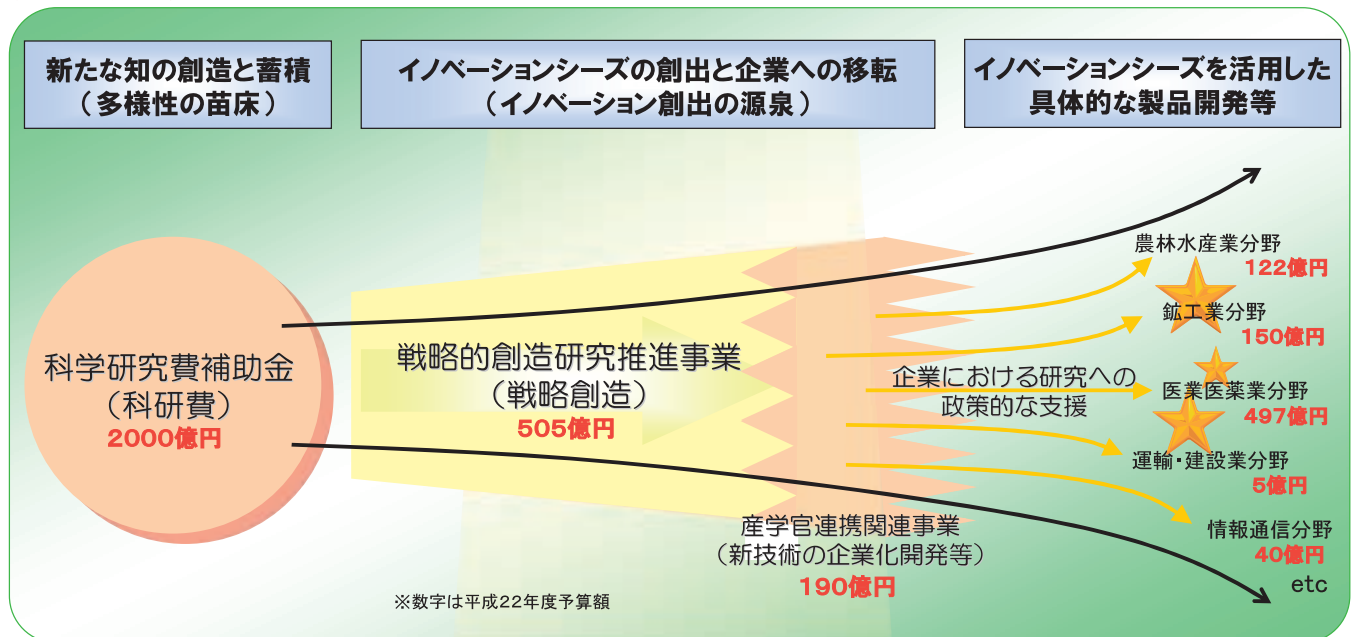 新たな知の創造と蓄積
（多様性の苗床）
イノベーションシーズの創出と企業への移転
（イノベーション創出の源泉）
イノベーションシーズを活用した
具体的な製品開発等
科学研究費補助金
（科研費）
2000億円
戦略的創造研究推進事業
（戦略創造）
505億円
産学官連携関連事業
（新技術の企業化開発等）
190億円
企業における研究への
政策的な支援
農林水産業分野
122億円
鉱工業分野
150億円
医業医薬業分野
497億円
運輸・建設業分野
5億円
情報通信分野
40億円
etc
※数字は平成22年度予算額